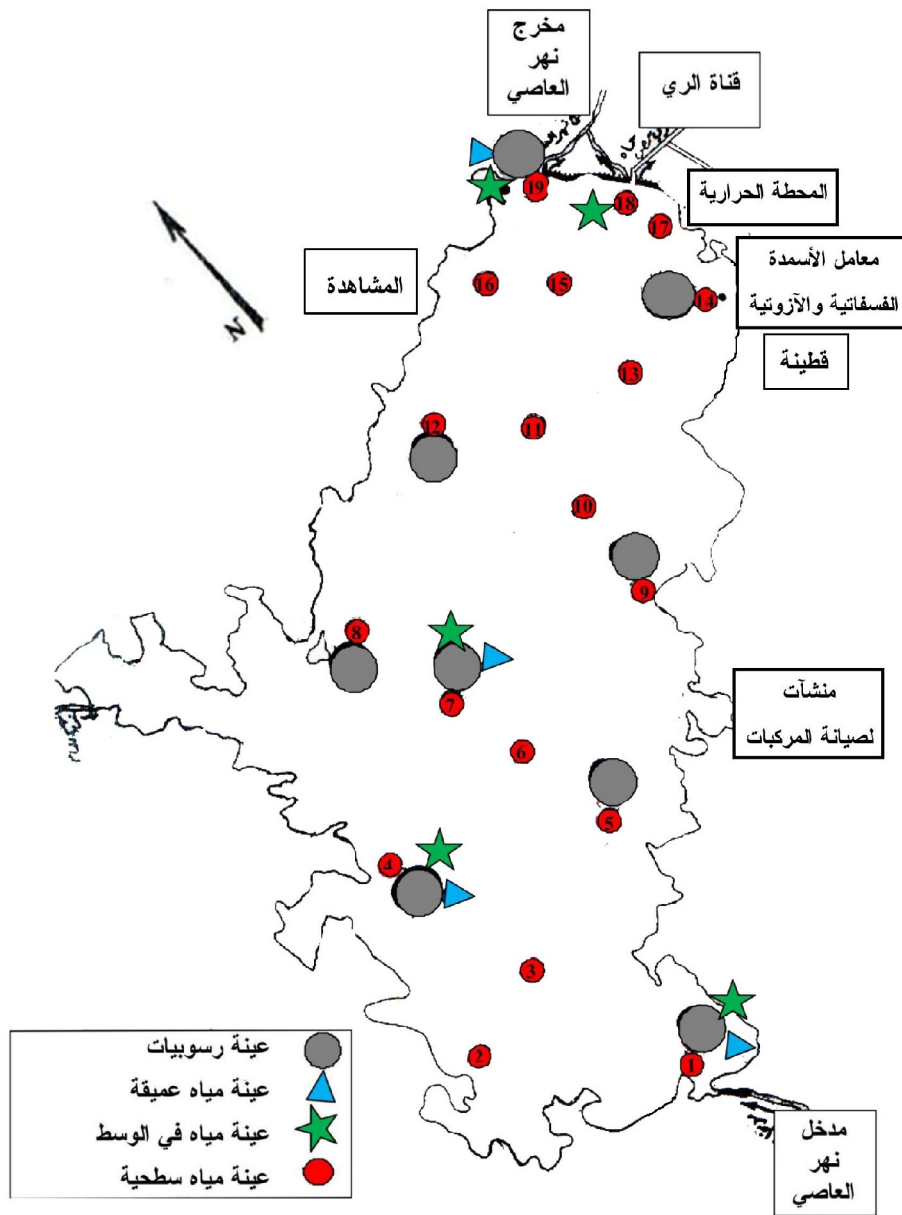 مخرج
نهر
العاصي
قناة الري
المحطة الحرارية
معامل الأسمدة
الفسفاتية والآزوتية
قطينة
المشاهدة
N
19
18
17
16
15
14
13
12
11
10
9
8
7
منشآت
لصيانة المركبات
6
5
4
3
2
1
مدخل
نهر
العاصي
عينة رسوبيات
عينة مياه عميقة
عينة مياه في الوسط
عينة مياه سطحية